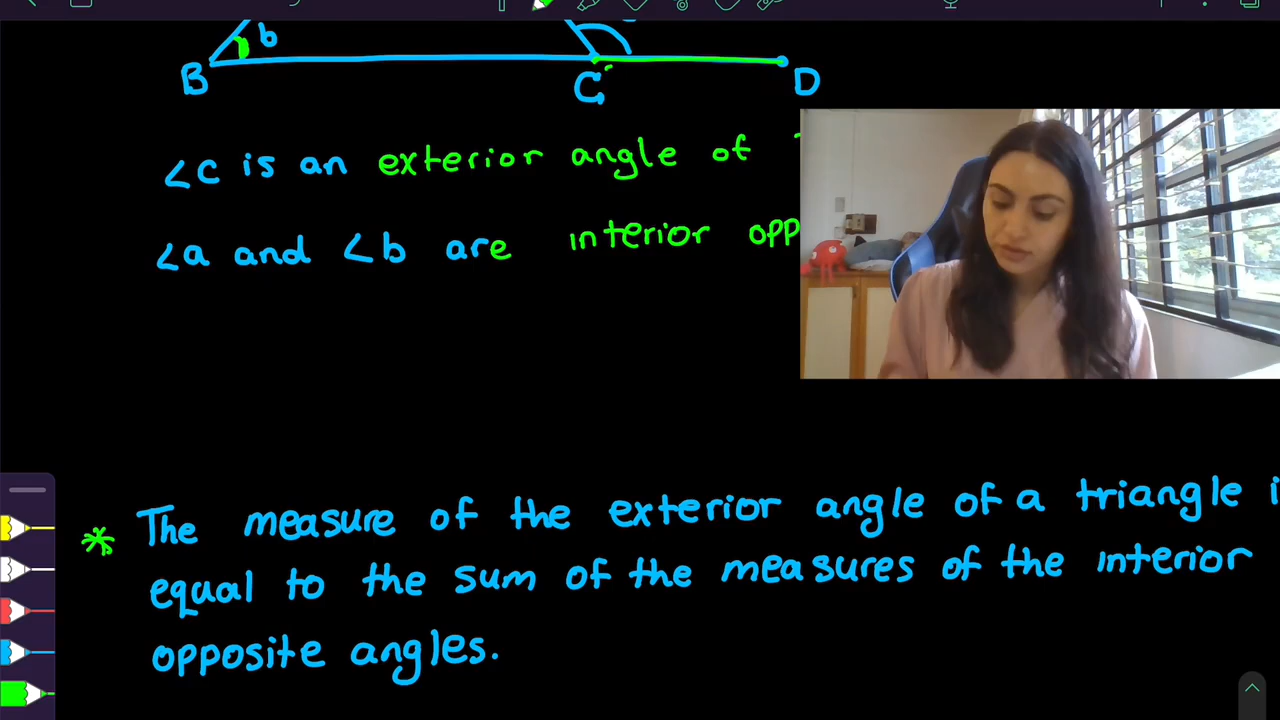 b
B
C
D
∠c is an exterior angle of
∠a and ∠b are interior opp
* The measure of the exterior angle of a triangle i
equal to the sum of the measures of the interior
opposite angles.